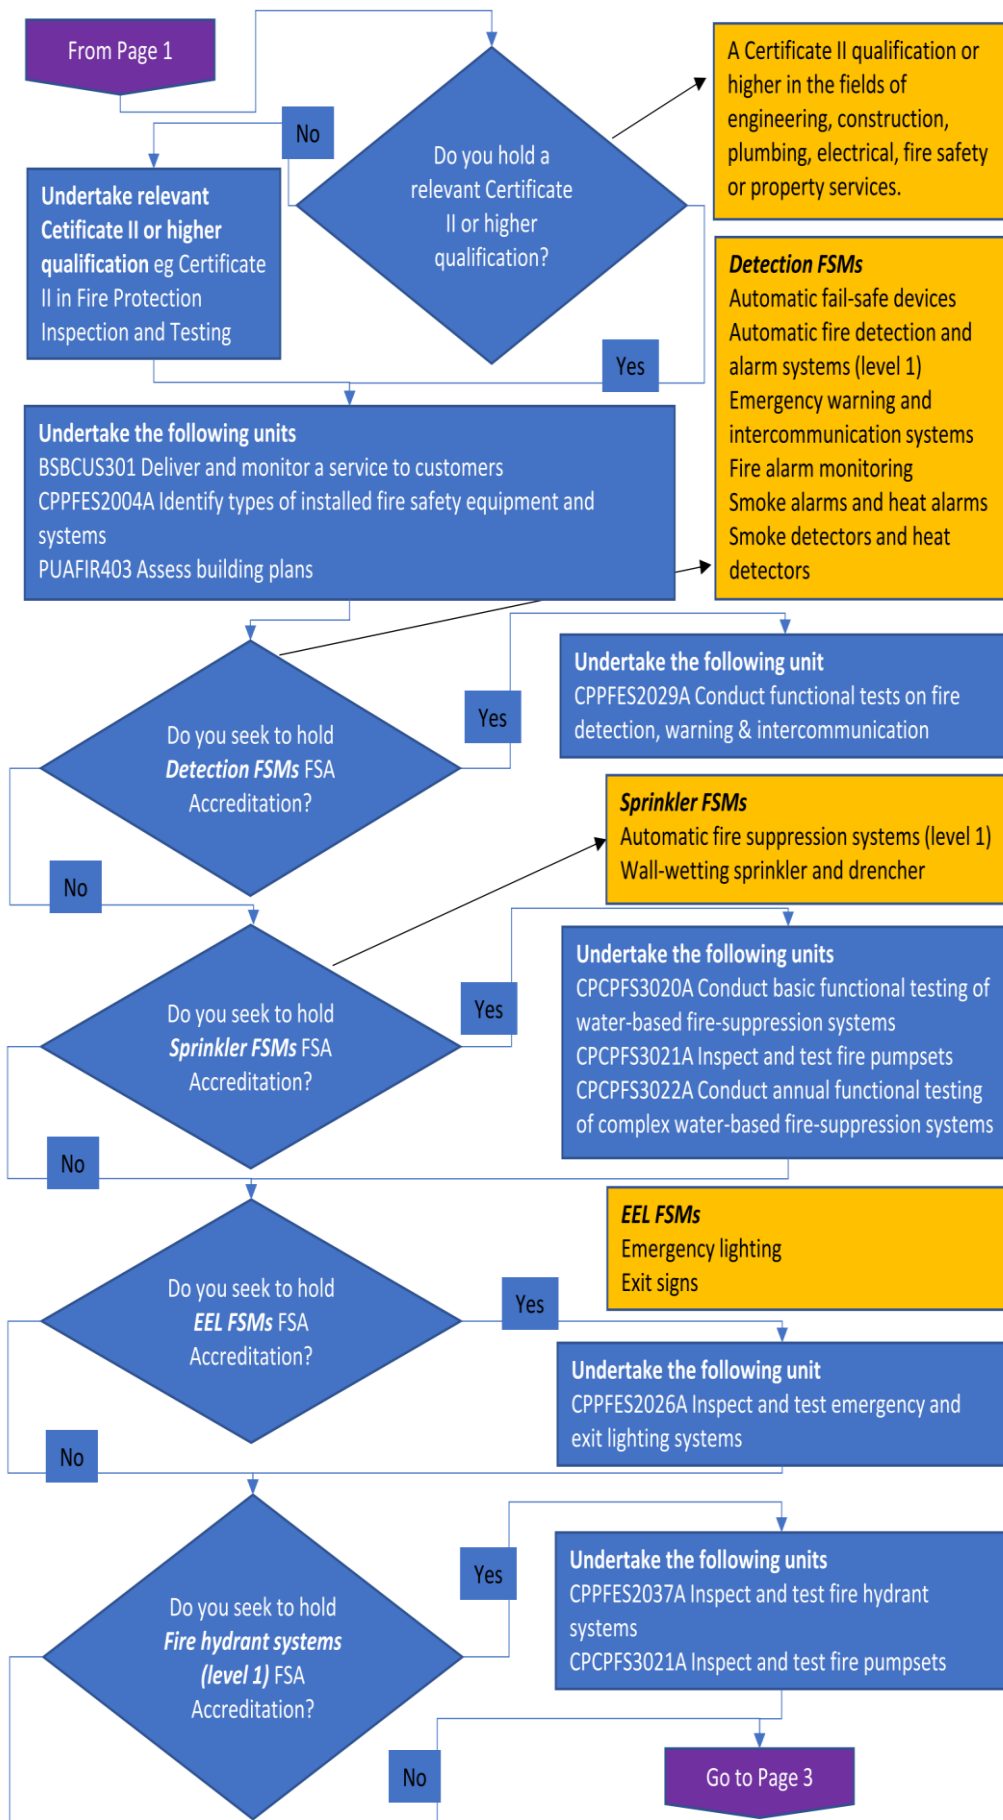 From Page 1
Do you hold a
relevant Certificate
II or higher
qualification?
A Certificate II qualification or
higher in the fields of
engineering, construction,
plumbing, electrical, fire safety
or property services.
No
Undertake relevant
Cetificate II or higher
qualification eg Certificate
II in Fire Protection
Inspection and Testing
Yes
Detection FSMs
Automatic fail-safe devices
Automatic fire detection and
alarm systems (level 1)
Emergency warning and
intercommunication systems
Fire alarm monitoring
Smoke alarms and heat alarms
Smoke detectors and heat
detectors
Undertake the following units
BSBCUS301 Deliver and monitor a service to customers
CPPFES2004A Identify types of installed fire safety equipment and
systems
PUAFIR403 Assess building plans
Do you seek to hold
Detection FSMs FSA
Accreditation?
Yes
Undertake the following unit
CPPFES2029A Conduct functional tests on fire
detection, warning & intercommunication
No
Sprinkler FSMs
Automatic fire suppression systems (level 1)
Wall-wetting sprinkler and drencher
Do you seek to hold
Sprinkler FSMs FSA
Accreditation?
Yes
Undertake the following units
CPCPFS3020A Conduct basic functional testing of
water-based fire-suppression systems
CPCPFS3021A Inspect and test fire pumpsets
CPCPFS3022A Conduct annual functional testing
of complex water-based fire-suppression systems
No
EEL FSMs
Emergency lighting
Exit signs
Do you seek to hold
EEL FSMs FSA
Accreditation?
Yes
Undertake the following unit
CPPFES2026A Inspect and test emergency and
exit lighting systems
No
Do you seek to hold
Fire hydrant systems
(level 1) FSA
Accreditation?
Yes
Undertake the following units
CPPFES2037A Inspect and test fire hydrant
systems
CPCPFS3021A Inspect and test fire pumpsets
No
Go to Page 3